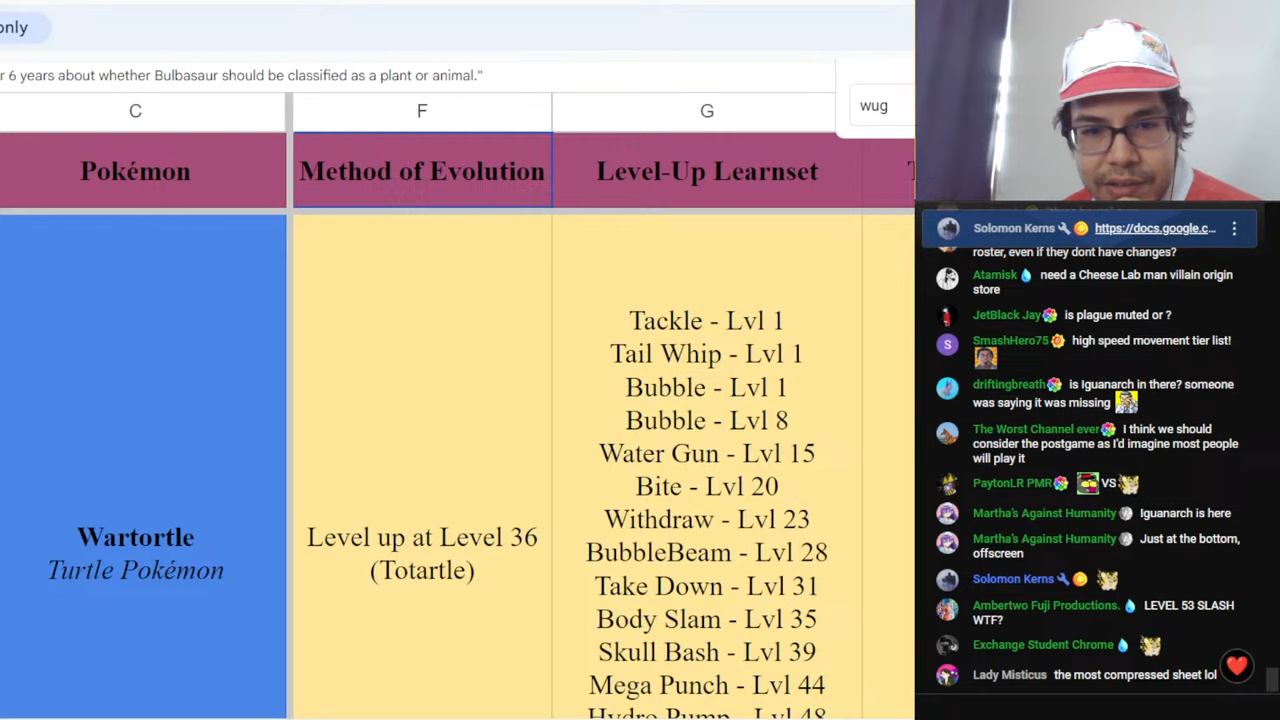 only
r 6 years about whether Bulbasaur should be classified as a plant or animal."
C
F
G
wug
Pokémon
Method of Evolution
Level-Up Learnset
Tackle - Lvl 1
Tail Whip - Lvl 1
Bubble - Lvl 1
Bubble - Lvl 8
Water Gun - Lvl 15
Bite - Lvl 20
Withdraw - Lvl 23
BubbleBeam - Lvl 28
Take Down - Lvl 31
Body Slam - Lvl 35
Skull Bash - Lvl 39
Mega Punch - Lvl 44
Hydro Pump - Lvl 48
Wartortle
Turtle Pokémon
Level up at Level 36
(Totartle)
Solomon Kerns https://docs.google.c...
roster, even if they dont have changes?
Atamisk need a Cheese Lab man villain origin
store
JetBlack Jay is plague muted or ?
SmashHero75 high speed movement tier list!
driftingbreath is Iguanarch in there? someone
was saying it was missing
The Worst Channel ever I think we should
consider the postgame as I'd imagine most people
will play it
PaytonLR PMR VS
Martha's Against Humanity Iguanarch is here
Martha's Against Humanity Just at the bottom,
offscreen
Solomon Kerns
Ambertwo Fuji Productions. LEVEL 53 SLASH
WTF?
Exchange Student Chrome
Lady Misticus the most compressed sheet lol